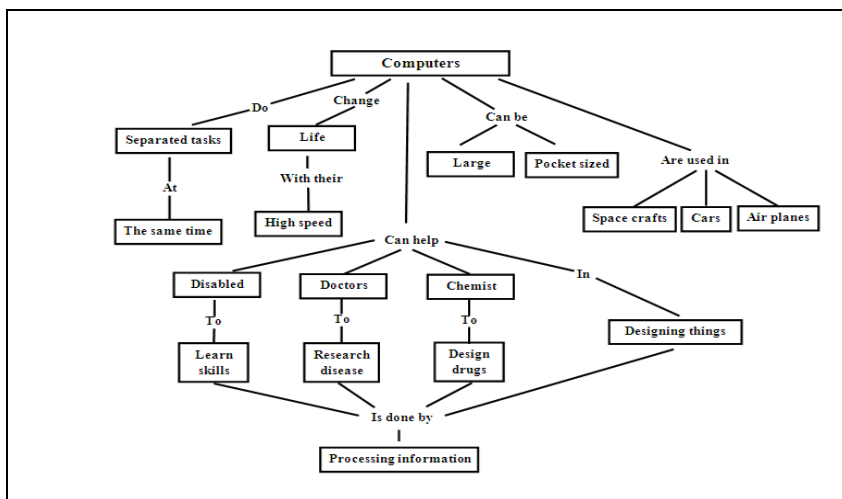 Computers
Do
Change
Can be
Separated tasks
Life
Large
Pocket sized
Are used in
At
With their
The same time
High speed
Space crafts
Cars
Air planes
Can help
In
Disabled
Doctors
Chemist
To
To
To
Designing things
Learn
skills
Research
disease
Design
drugs
Is done by
Processing information